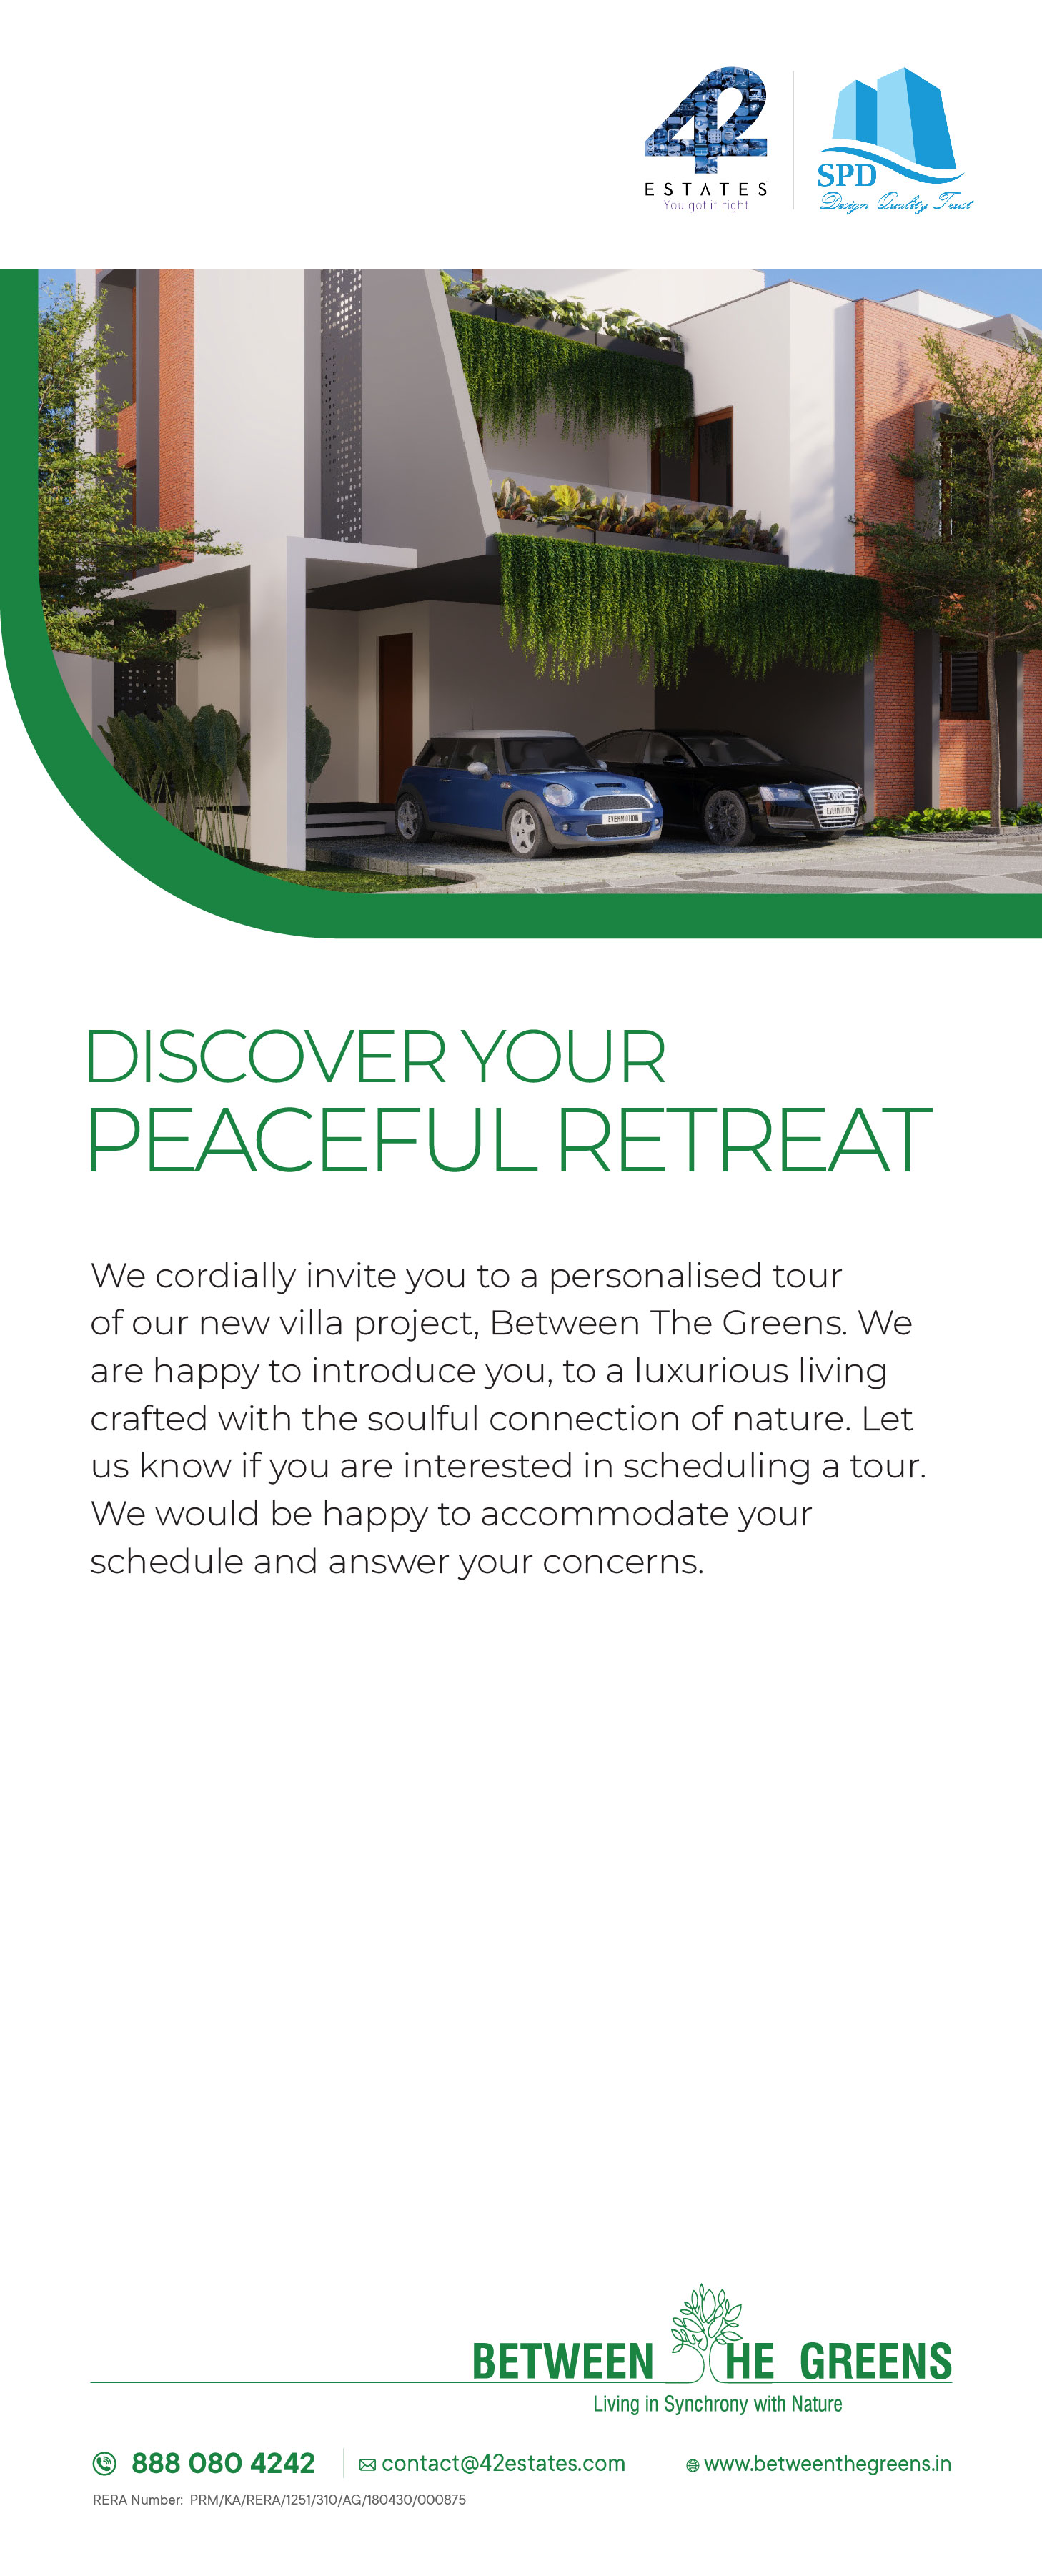 42
ESTATES
You got it right
SPD
Design Quality Trust
EVERMOTION
EVERMOTION
DISCOVER YOUR
PEACEFUL RETREAT
We cordially invite you to a personalised tour
of our new villa project, Between The Greens. We
are happy to introduce you, to a luxurious living
crafted with the soulful connection of nature. Let
us know if you are interested in scheduling a tour.
We would be happy to accommodate your
schedule and answer your concerns.
BETWEEN THE GREENS
Living in Synchrony with Nature
888 080 4242 contact@42estates.com www.betweenthegreens.in
RERA Number: PRM/KA/RERA/1251/310/AG/180430/000875